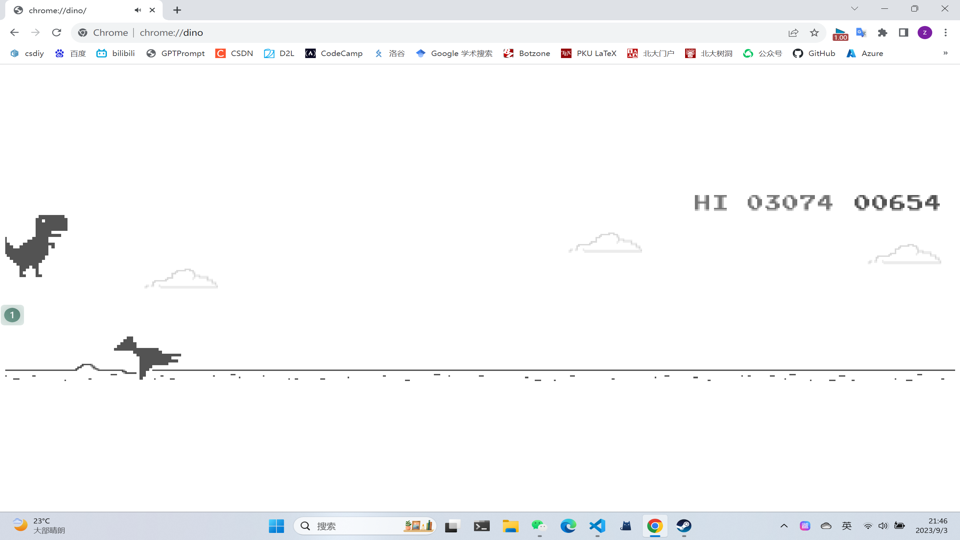 chrome://dino/
Chrome | chrome://dino
1.00
z
csdiy 百度 bilibili GPTPrompt CSDN D2L CodeCamp 洛谷 Google 学术搜索 Botzone PKU LaTeX 北大门户 北大树洞 公众号 GitHub Azure »
HI 03074 00654
1
23°C
大部晴朗
搜索
英
21:46
2023/9/3